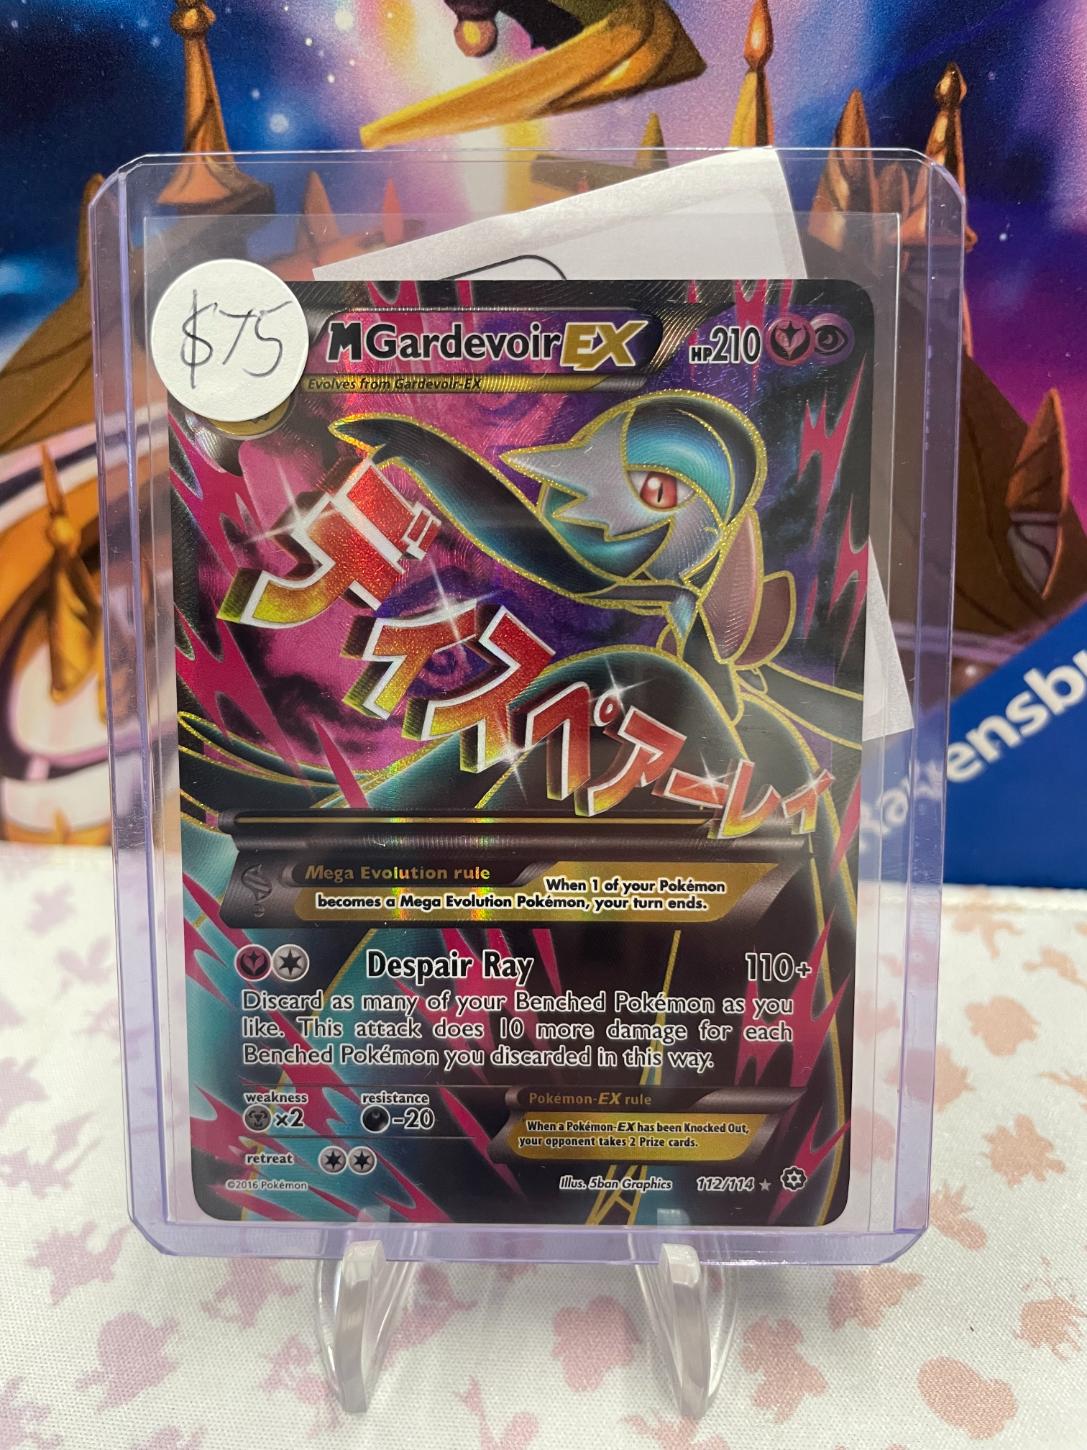 $75
MGardevoirEX
HP210
Evolves from Gardevoir-EX
ディスペアーレイ
Mega Evolution rule
When 1 of your Pokémon
becomes a Mega Evolution Pokémon, your turn ends.
Despair Ray 110+
Discard as many of your Benched Pokémon as you
like. This attack does 10 more damage for each
Benched Pokémon you discarded in this way.
weakness
×2
resistance
-20
retreat
Pokémon-EX rule
When a Pokémon-EX has been Knocked Out,
your opponent takes 2 Prize cards.
©2016 Pokémon
Illus. 5ban Graphics
112/114